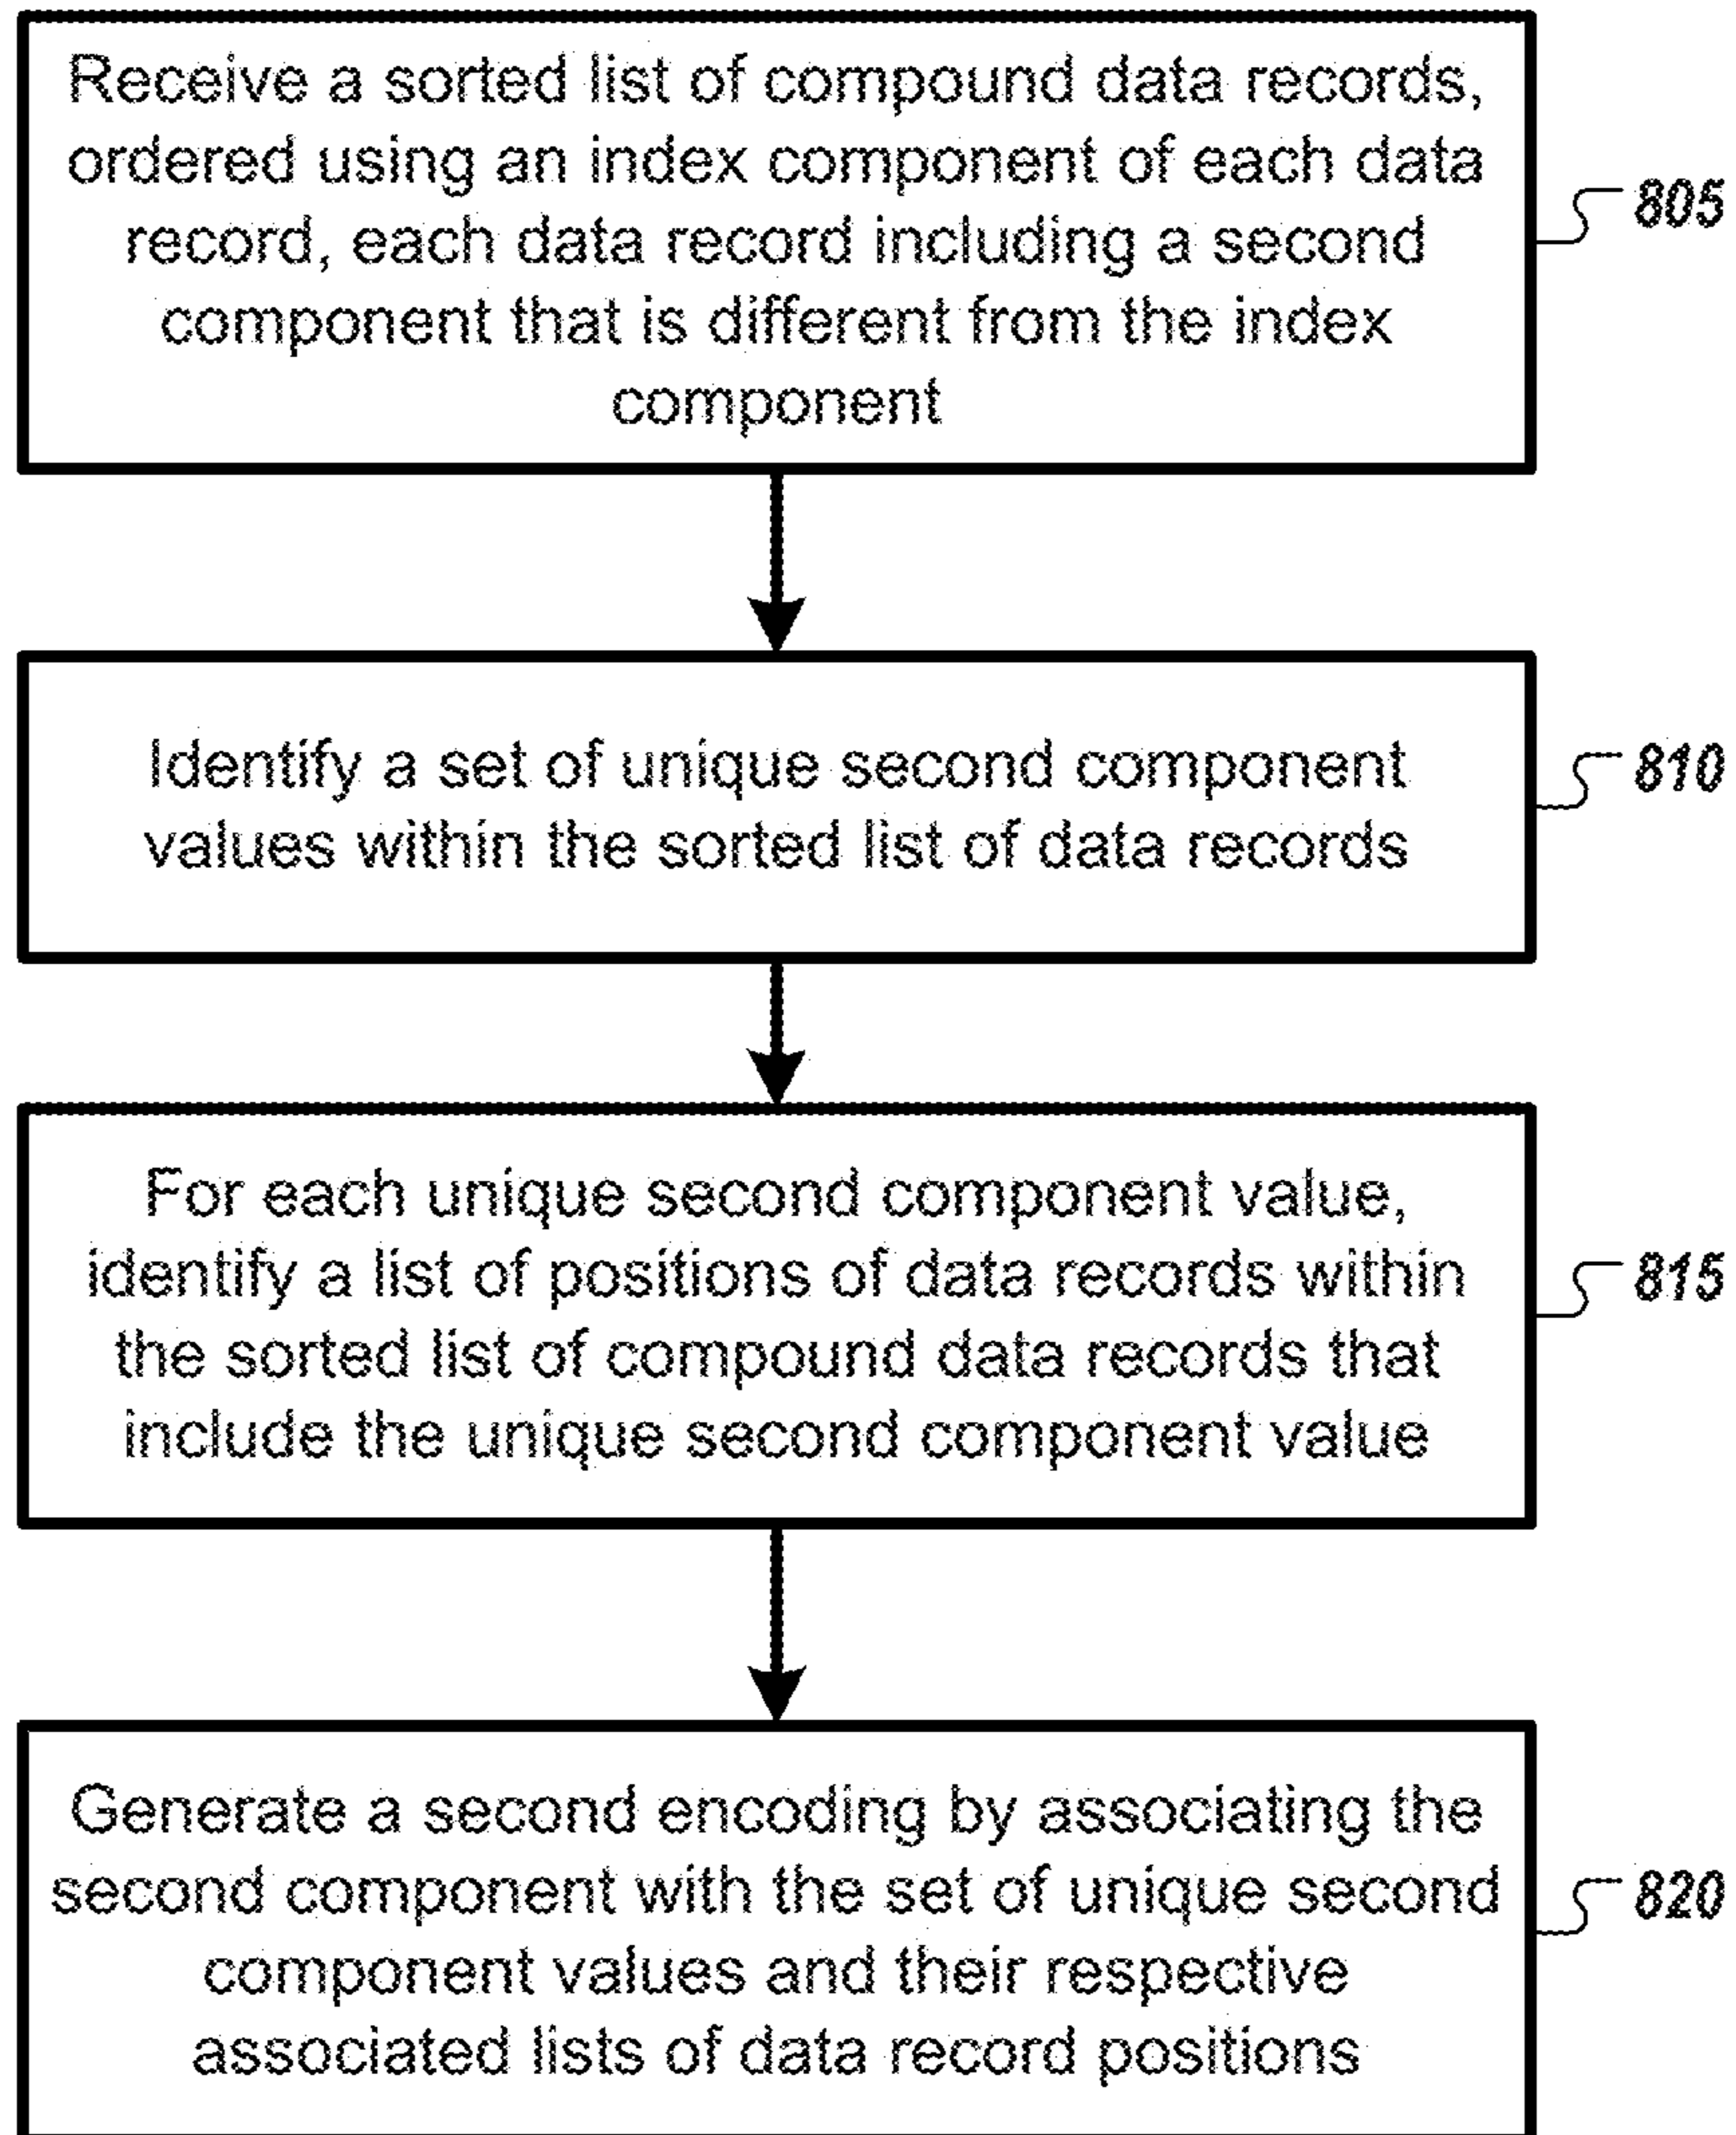 Receive a sorted list of compound data records,
ordered using an index component of each data
record, each data record including a second
component that is different from the index
component
805
Identify a set of unique second component
values within the sorted list of data records
810
For each unique second component value,
identify a list of positions of data records within
the sorted list of compound data records that
include the unique second component value
815
Generate a second encoding by associating the
second component with the set of unique second
component values and their respective
associated lists of data record positions
820